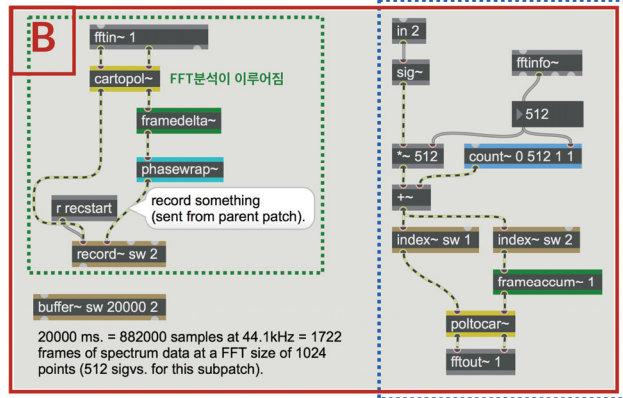 B
fftin~ 1
cartopol~
FFT분석이 이루어짐
framedelta~
phasewrap~
record something
(sent from parent patch).
r recstart
record~ sw 2
buffer~ sw 20000 2
20000 ms. = 882000 samples at 44.1kHz = 1722
frames of spectrum data at a FFT size of 1024
points (512 sigvs. for this subpatch).
in 2
sig~
fftinfo~
512
*~ 512
count~ 0 512 1 1
+~
index~ sw 1
index~ sw 2
frameaccum~ 1
poltocar~
fftout~ 1